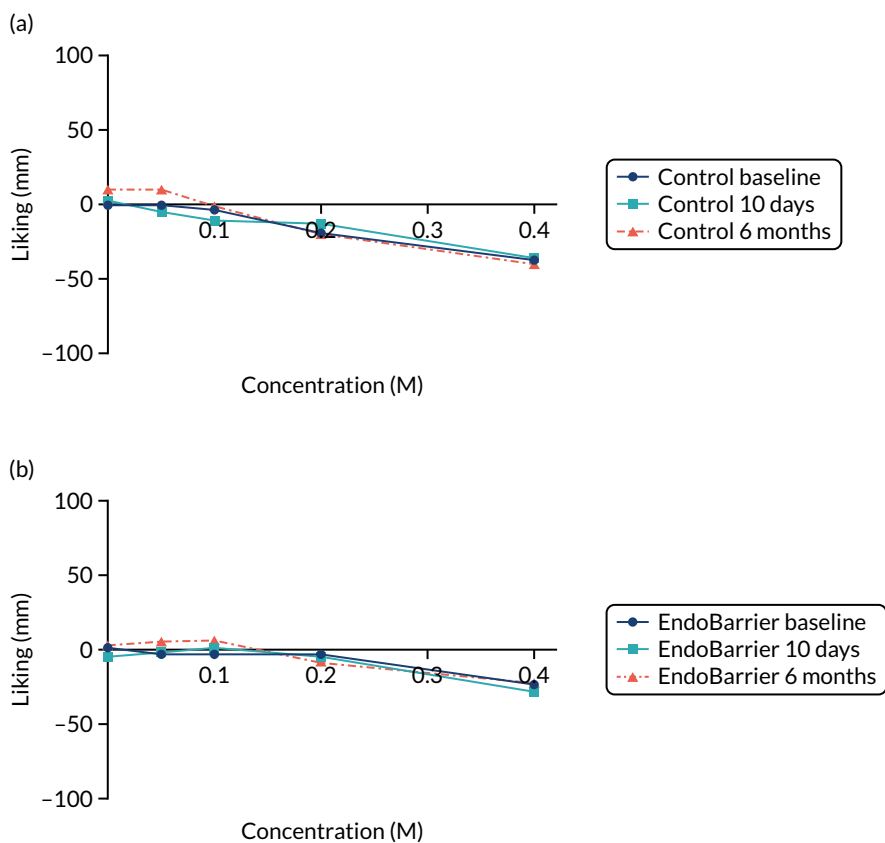 (a)
100
50
0
−50
−100
Liking (mm)
0.1
0.2
0.3
0.4
Concentration (M)
Control baseline
Control 10 days
Control 6 months
(b)
100
50
0
−50
−100
Liking (mm)
0.1
0.2
0.3
0.4
Concentration (M)
EndoBarrier baseline
EndoBarrier 10 days
EndoBarrier 6 months